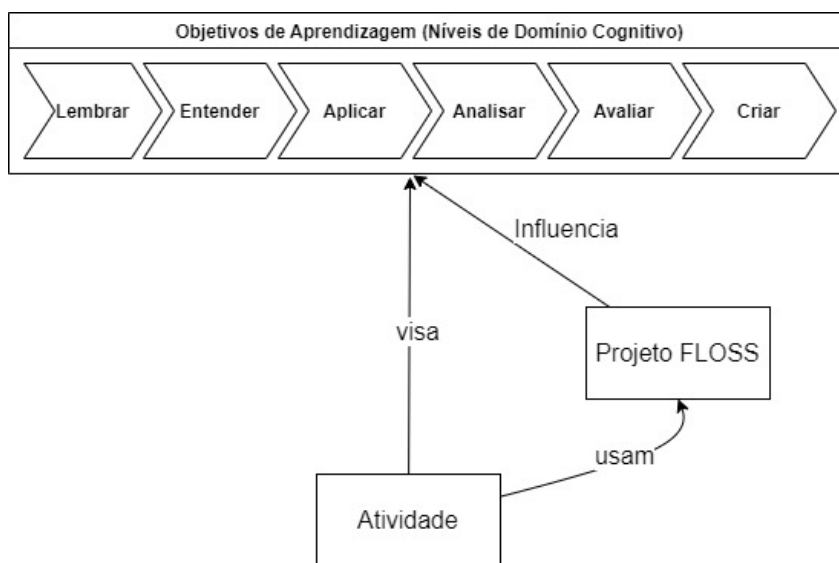 Objetivos de Aprendizagem (Níveis de Domínio Cognitivo)
Lembrar
Entender
Aplicar
Analisar
Avaliar
Criar
Influencia
visa
Projeto FLOSS
usam
Atividade